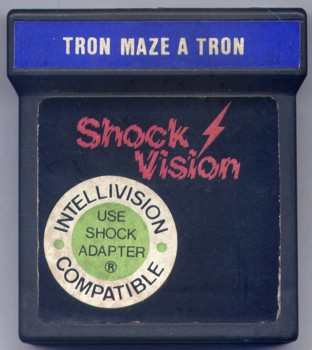 TRON MAZE A TRON
Shock
Vision
INTELLIVISION
USE
SHOCK
ADAPTER
®
COMPATIBLE